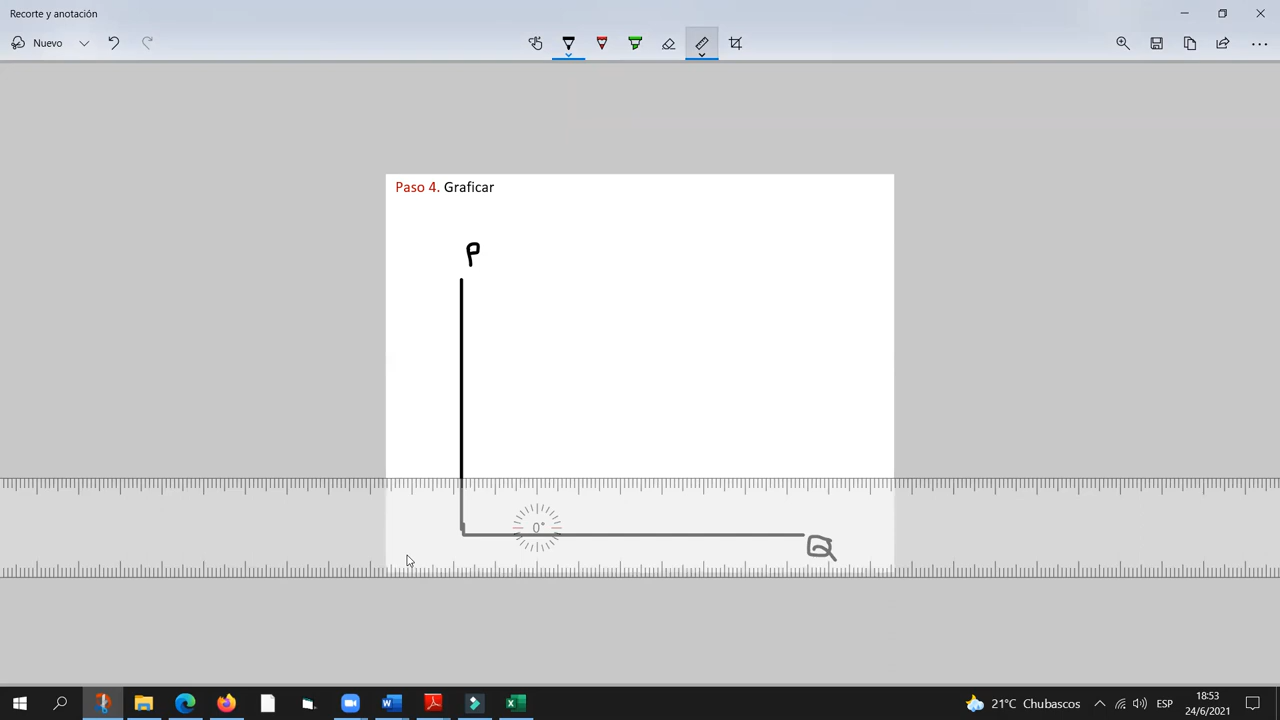 Recorte y anotación
Nuevo
Paso 4. Graficar
P
0°
Q
21°C Chubascos
ESP
18:53
24/6/2021